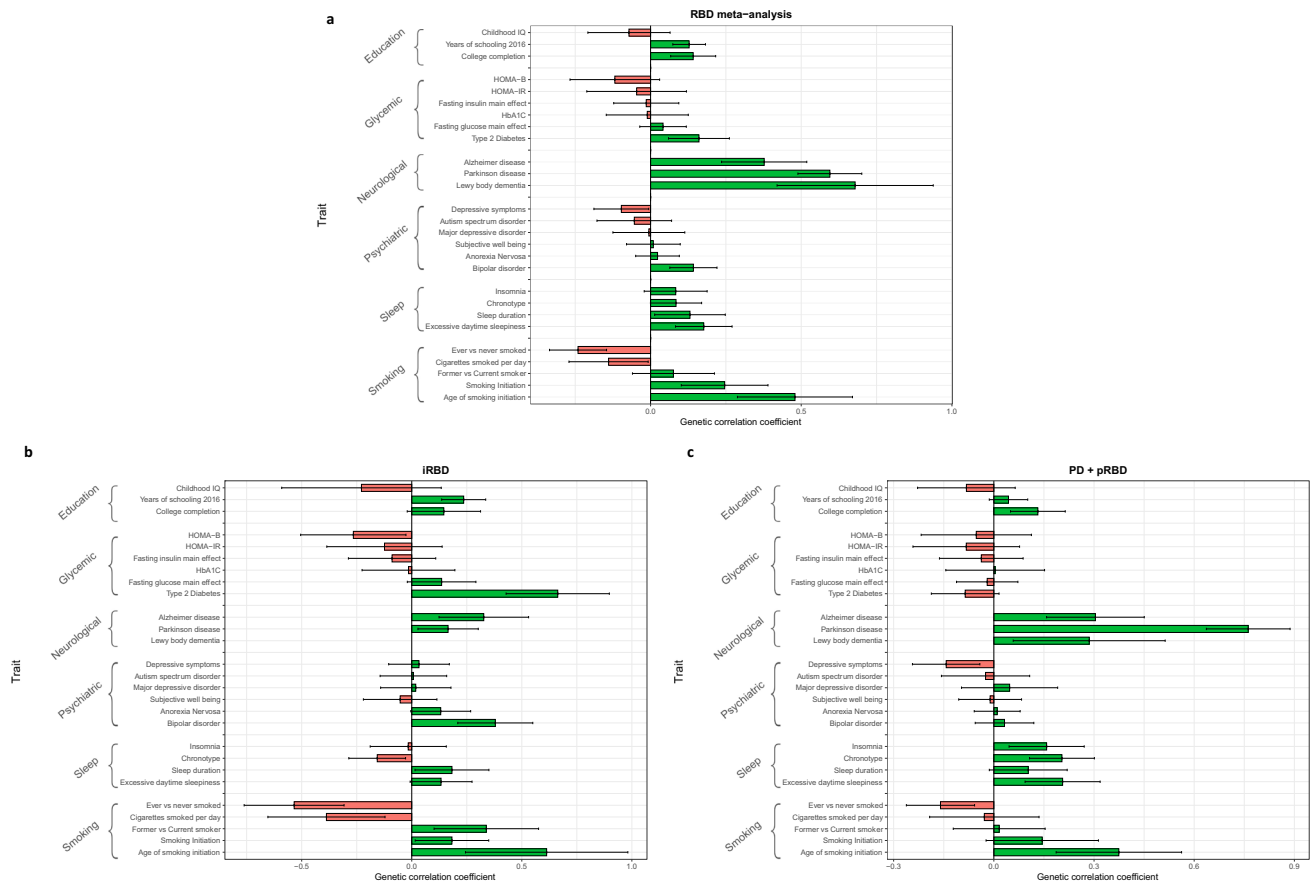 a
RBD meta−analysis
Trait
Education
Childhood IQ
Years of schooling 2016
College completion
Glycemic
HOMA−B
HOMA−IR
Fasting insulin main effect
HbA1C
Fasting glucose main effect
Type 2 Diabetes
Neurological
Alzheimer disease
Parkinson disease
Lewy body dementia
Psychiatric
Depressive symptoms
Autism spectrum disorder
Major depressive disorder
Subjective well being
Anorexia Nervosa
Bipolar disorder
Sleep
Insomnia
Chronotype
Sleep duration
Excessive daytime sleepiness
Smoking
Ever vs never smoked
Cigarettes smoked per day
Former vs Current smoker
Smoking Initiation
Age of smoking initiation
0.0 0.5 1.0
Genetic correlation coefficient
b
iRBD
Trait
Education
Childhood IQ
Years of schooling 2016
College completion
Glycemic
HOMA−B
HOMA−IR
Fasting insulin main effect
HbA1C
Fasting glucose main effect
Type 2 Diabetes
Neurological
Alzheimer disease
Parkinson disease
Lewy body dementia
Psychiatric
Depressive symptoms
Autism spectrum disorder
Major depressive disorder
Subjective well being
Anorexia Nervosa
Bipolar disorder
Sleep
Insomnia
Chronotype
Sleep duration
Excessive daytime sleepiness
Smoking
Ever vs never smoked
Cigarettes smoked per day
Former vs Current smoker
Smoking Initiation
Age of smoking initiation
−0.5 0.0 0.5 1.0
Genetic correlation coefficient
c
PD + pRBD
Trait
Education
Childhood IQ
Years of schooling 2016
College completion
Glycemic
HOMA−B
HOMA−IR
Fasting insulin main effect
HbA1C
Fasting glucose main effect
Type 2 Diabetes
Neurological
Alzheimer disease
Parkinson disease
Lewy body dementia
Psychiatric
Depressive symptoms
Autism spectrum disorder
Major depressive disorder
Subjective well being
Anorexia Nervosa
Bipolar disorder
Sleep
Insomnia
Chronotype
Sleep duration
Excessive daytime sleepiness
Smoking
Ever vs never smoked
Cigarettes smoked per day
Former vs Current smoker
Smoking Initiation
Age of smoking initiation
−0.3 0.0 0.3 0.6 0.9
Genetic correlation coefficient